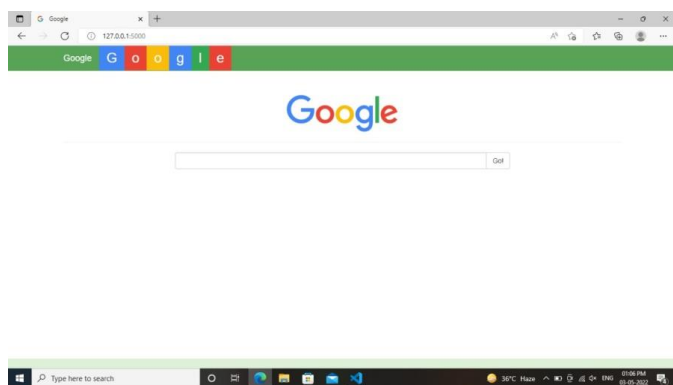 Google
127.0.0.1:5000
Google G o o g l e
Google
Go!
Type here to search
36°C Haze
ENG
01:06 PM
03-05-2022